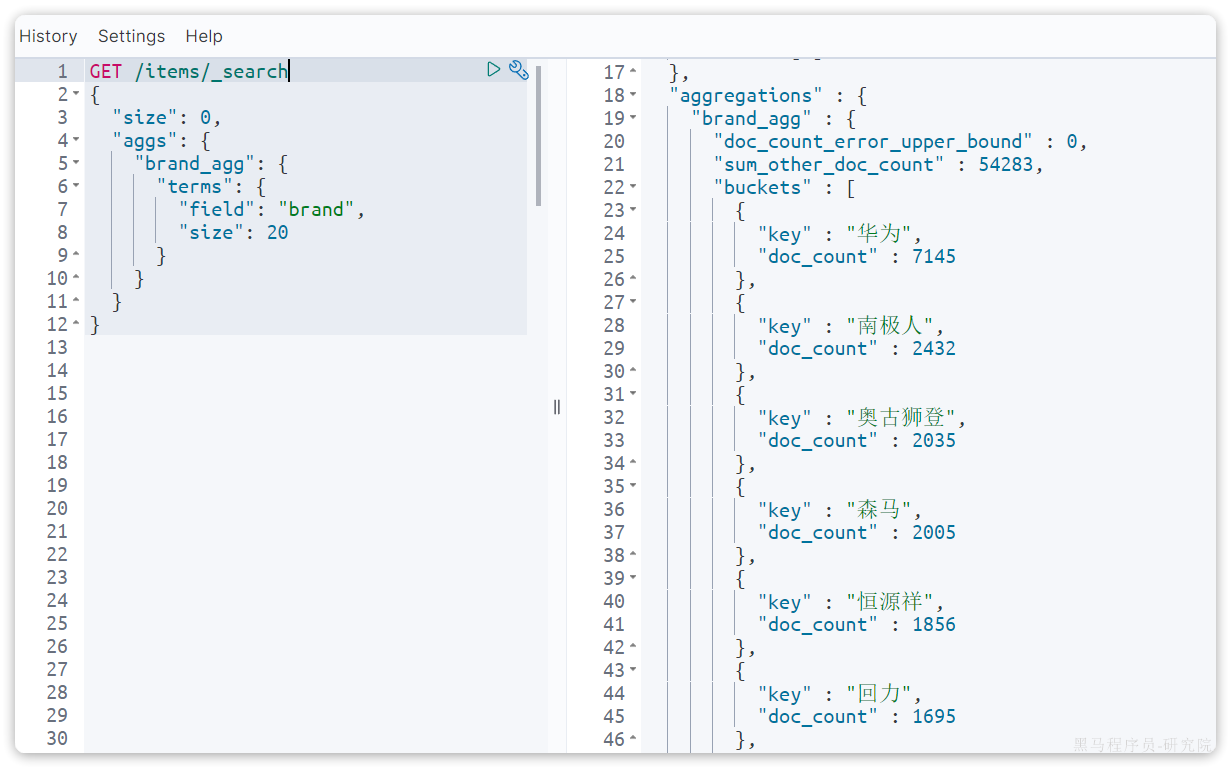 History Settings Help
1 GET /items/_search
2 {
3 "size": 0,
4 "aggs": {
5 "brand_agg": {
6 "terms": {
7 "field": "brand",
8 "size": 20
9 }
10 }
11 }
12 }
13
14
15
16
17
18
19
20
21
22
23
24
25
26
27
28
29
30
17 },
18 "aggregations" : {
19 "brand_agg" : {
20 "doc_count_error_upper_bound" : 0,
21 "sum_other_doc_count" : 54283,
22 "buckets" : [
23 {
24 "key" : "华为",
25 "doc_count" : 7145
26 },
27 {
28 "key" : "南极人",
29 "doc_count" : 2432
30 },
31 {
32 "key" : "奥古狮登",
33 "doc_count" : 2035
34 },
35 {
36 "key" : "森马",
37 "doc_count" : 2005
38 },
39 {
40 "key" : "恒源祥",
41 "doc_count" : 1856
42 },
43 {
44 "key" : "回力",
45 "doc_count" : 1695
46 },
黑马程序员-研究院